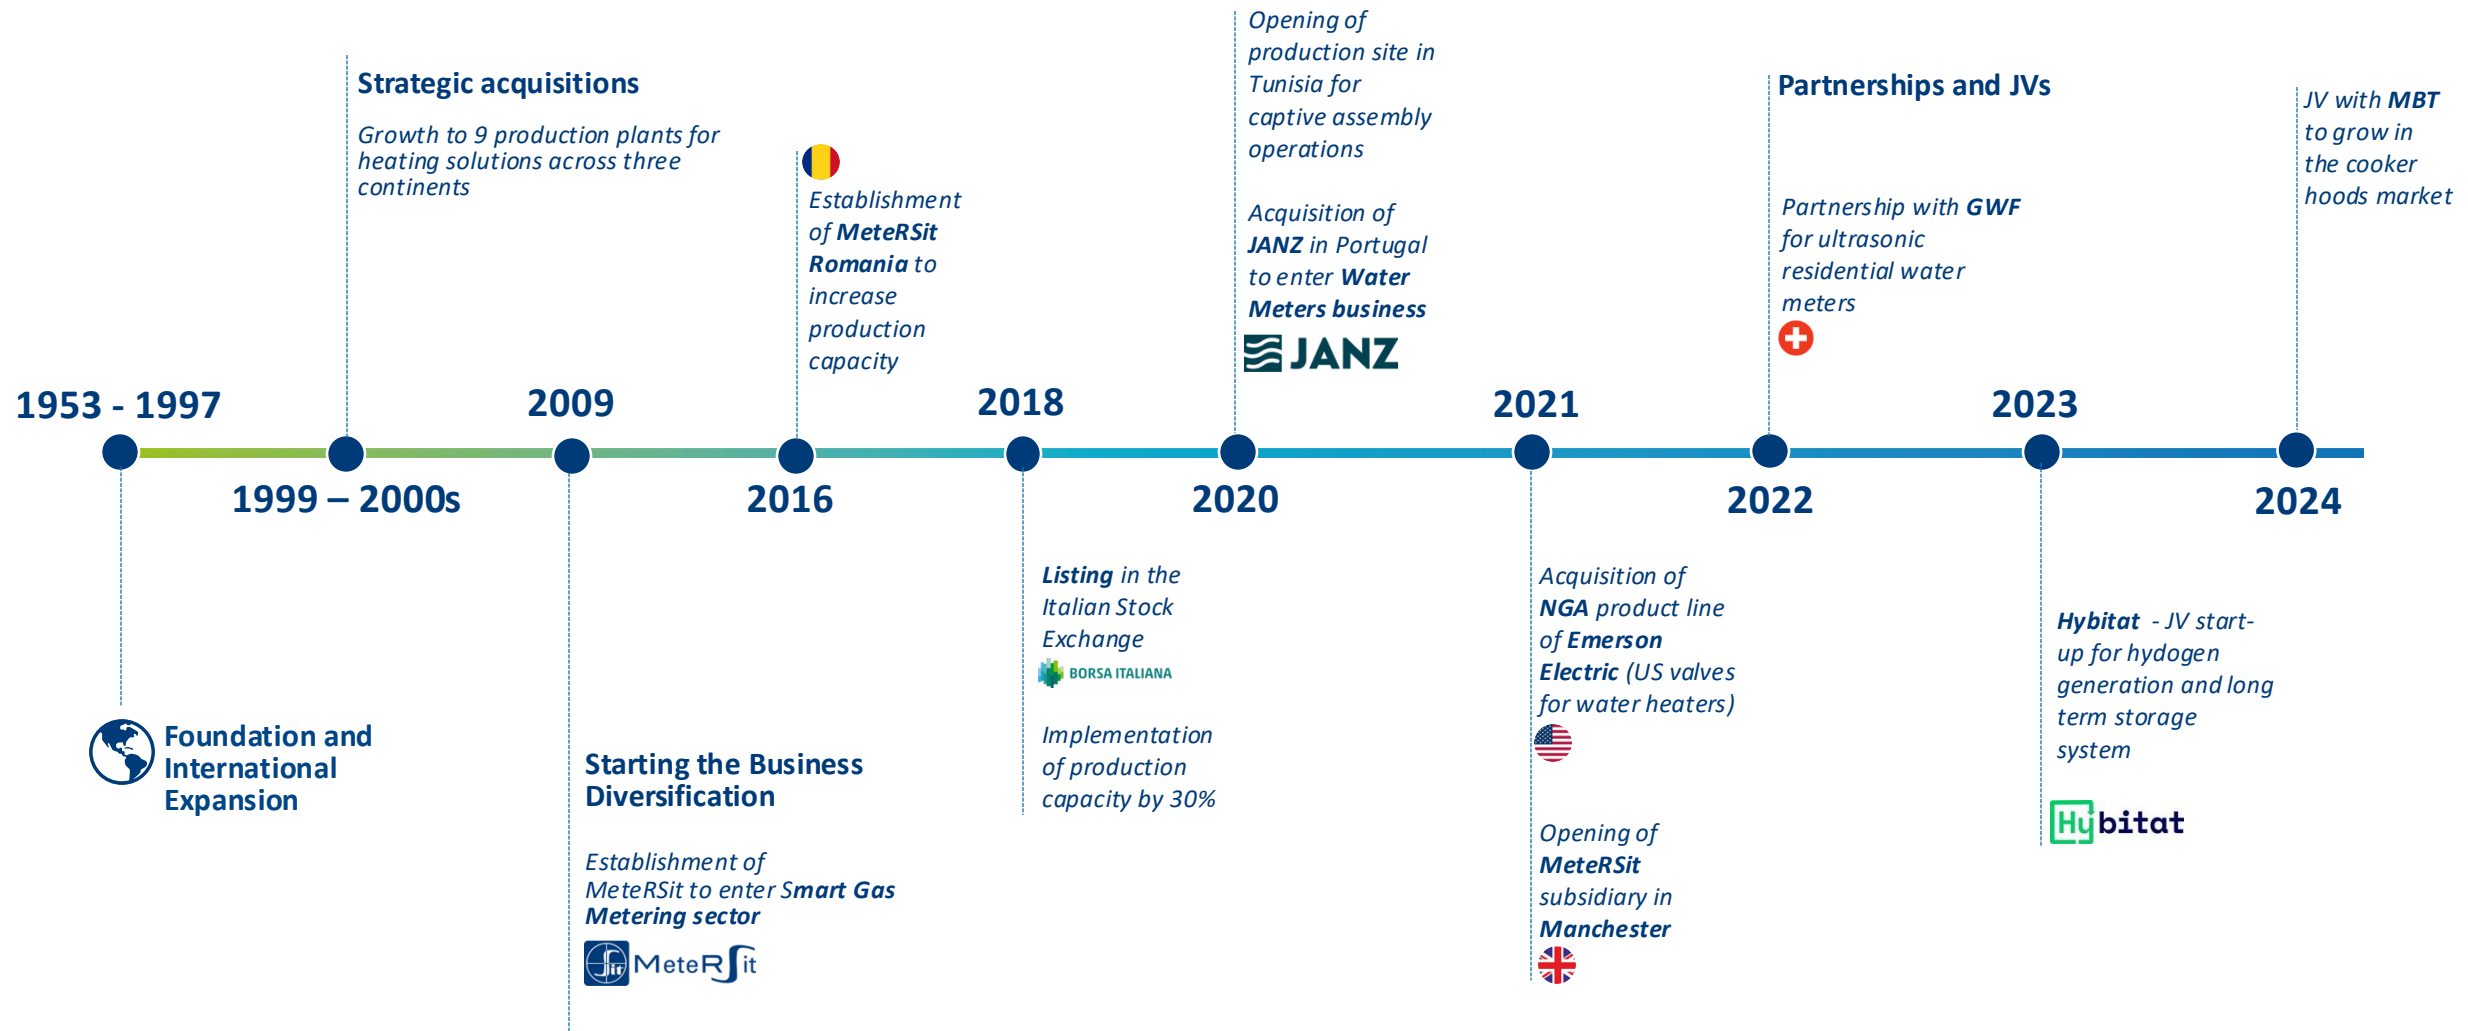 1953 - 1997
Foundation and
International
Expansion
Strategic acquisitions
Growth to 9 production plants for
heating solutions across three
continents
1999 – 2000s
2009
Starting the Business
Diversification
Establishment of
MeteRSit to enter Smart Gas
Metering sector
Sit MeteRSit
Establishment
of MeteRSit
Romania to
increase
production
capacity
2016
2018
Listing in the
Italian Stock
Exchange
BORSA ITALIANA
Implementation
of production
capacity by 30%
Opening of
production site in
Tunisia for
captive assembly
operations
Acquisition of
JANZ in Portugal
to enter Water
Meters business
JANZ
2020
2021
Acquisition of
NGA product line
of Emerson
Electric (US valves
for water heaters)
Opening of
MeteRSit
subsidiary in
Manchester
Partnerships and JVs
Partnership with GWF
for ultrasonic
residential water
meters
2022
2023
Hybitat - JV start-
up for hydogen
generation and long
term storage
system
Hybitat
JV with MBT
to grow in
the cooker
hoods market
2024